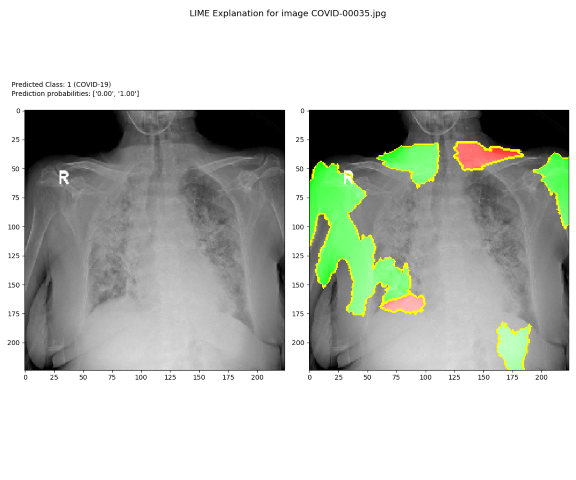 LIME Explanation for image COVID-00035.jpg
Predicted Class: 1 (COVID-19)
Prediction probabilities: ['0.00', '1.00']
0
25
50
75
100
125
150
175
200
0 25 50 75 100 125 150 175 200
R
0
25
50
75
100
125
150
175
200
0 25 50 75 100 125 150 175 200
R